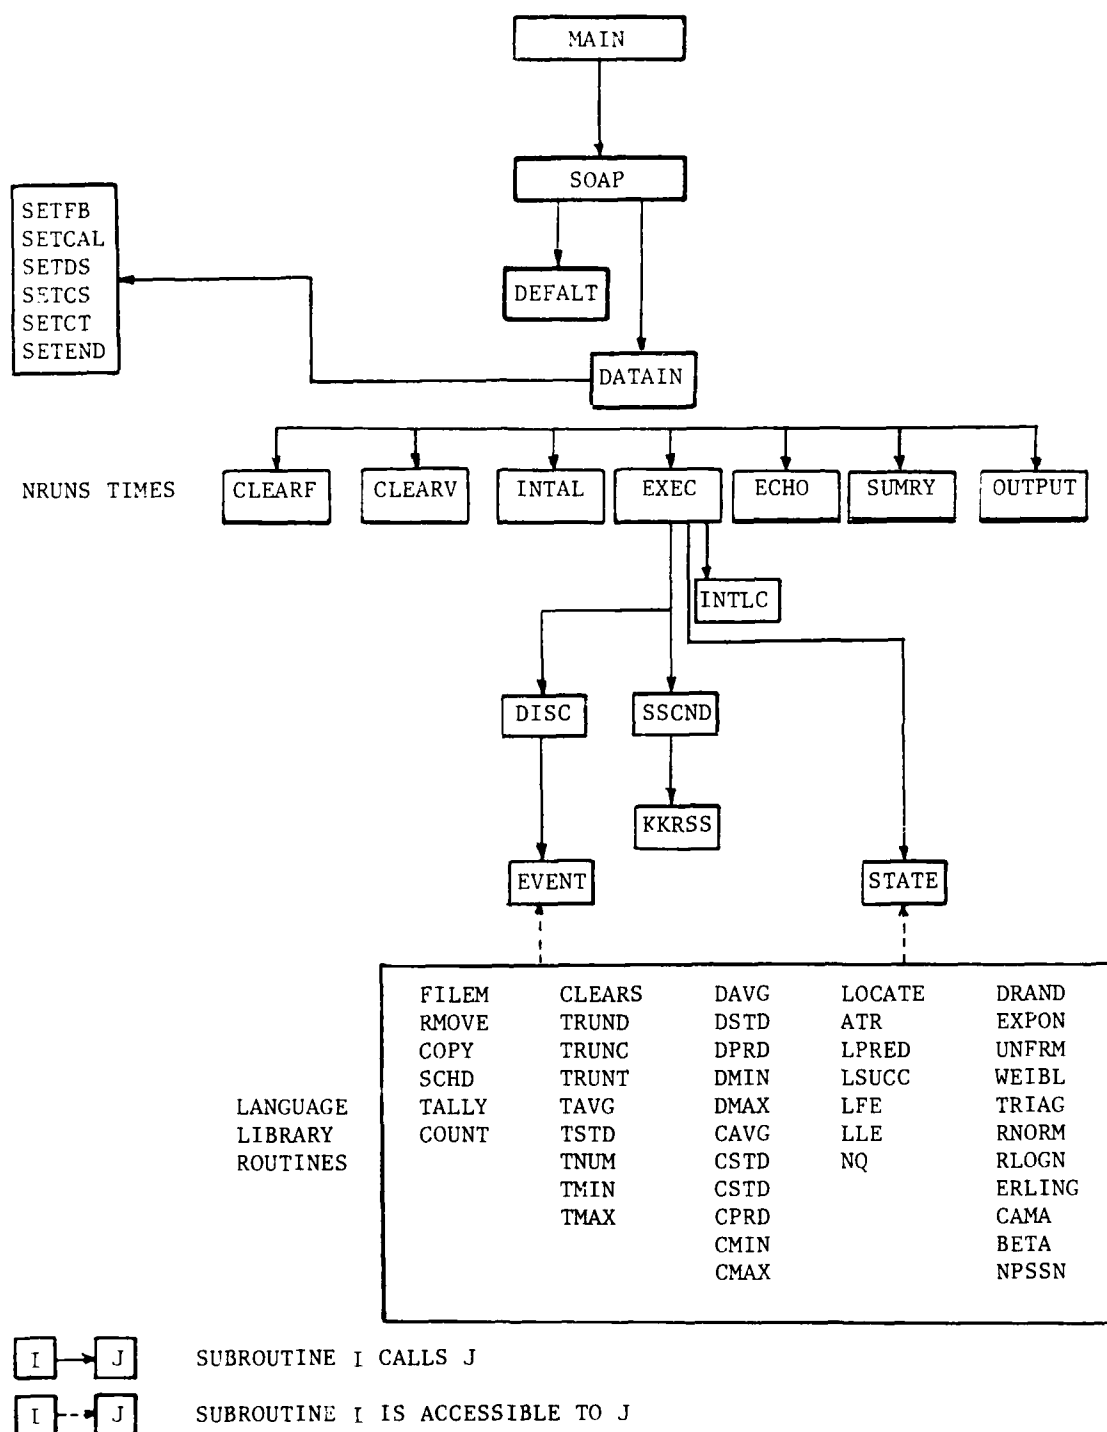 MAIN
SOAP
SETFB
SETCAL
SETDS
SETCS
SETCT
SETEND
DEFALT
DATAIN
NRUNS TIMES
CLEARF
CLEARV
INTAL
EXEC
ECHO
SUMRY
OUTPUT
INTLC
DISC
SSCND
KKRSS
EVENT
STATE
LANGUAGE
LIBRARY
ROUTINES
FILEM
RMOVE
COPY
SCHD
TALLY
COUNT
CLEARS
TRUND
TRUNC
TRUNT
TAVG
TSTD
TNUM
TMIN
TMAX
DAVG
DSTD
DPRD
DMIN
DMAX
CAVG
CSTD
CSTD
CPRD
CMIN
CMAX
LOCATE
ATR
LPRED
LSUCC
LFE
LLE
NQ
DRAND
EXPON
UNFRM
WEIBL
TRIAG
RNORM
RLOGN
ERLING
CAMA
BETA
NPSSN
I J SUBROUTINE I CALLS J
I J SUBROUTINE I IS ACCESSIBLE TO J